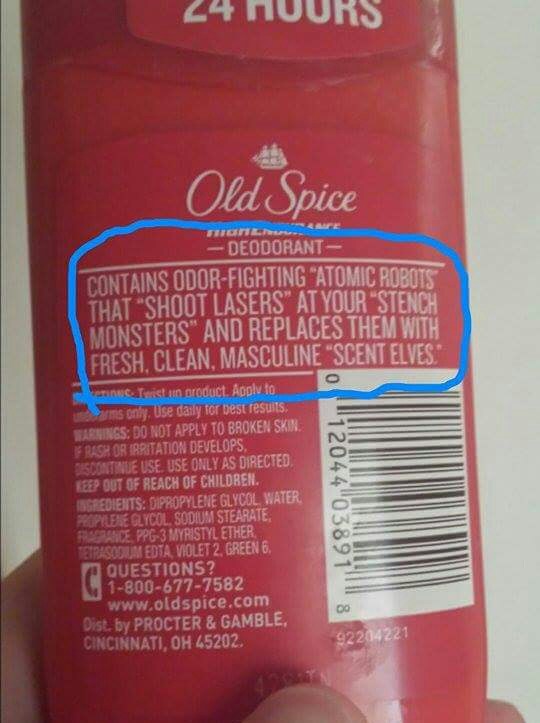 24 HOURS
Old Spice
HIGH ENDURANCE
— DEODORANT —
CONTAINS ODOR-FIGHTING "ATOMIC ROBOTS"
THAT "SHOOT LASERS" AT YOUR "STENCH
MONSTERS" AND REPLACES THEM WITH
FRESH, CLEAN, MASCULINE "SCENT ELVES."
Twist up product. Apply to
underarms only. Use daily for best results.
WARNINGS: DO NOT APPLY TO BROKEN SKIN.
IF RASH OR IRRITATION DEVELOPS,
DISCONTINUE USE. USE ONLY AS DIRECTED.
KEEP OUT OF REACH OF CHILDREN.
INGREDIENTS: DIPROPYLENE GLYCOL, WATER,
PROPYLENE GLYCOL, SODIUM STEARATE,
FRAGRANCE, PPG-3 MYRISTYL ETHER,
TETRASODIUM EDTA, VIOLET 2, GREEN 6.
QUESTIONS?
1-800-677-7582
www.oldspice.com
Dist. by PROCTER & GAMBLE,
CINCINNATI, OH 45202.
0 12044 03891 8
92204221